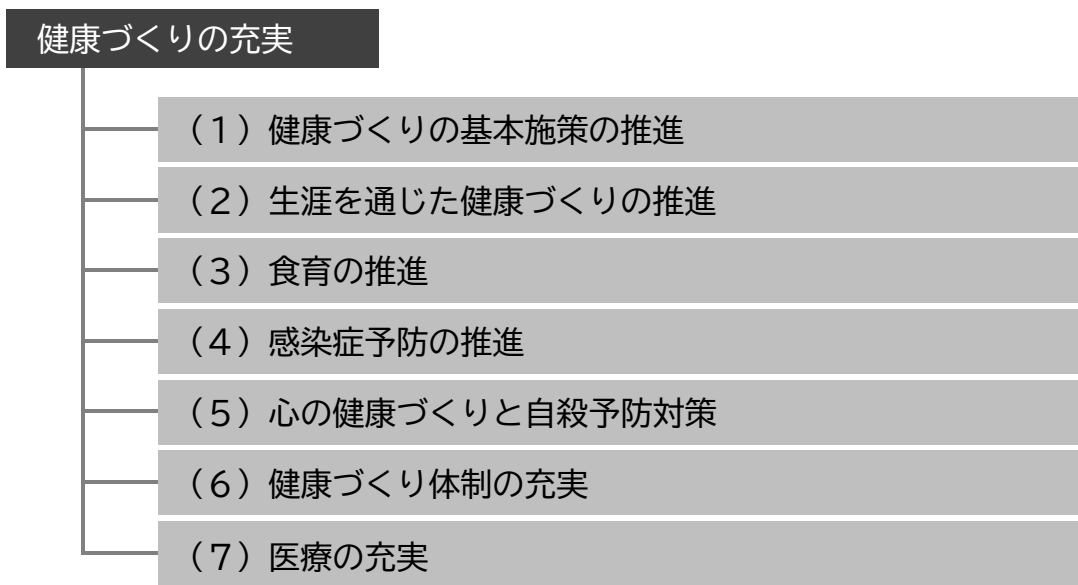 健康づくりの充実
（１）健康づくりの基本施策の推進
（２）生涯を通じた健康づくりの推進
（３）食育の推進
（４）感染症予防の推進
（５）心の健康づくりと自殺予防対策
（６）健康づくり体制の充実
（７）医療の充実